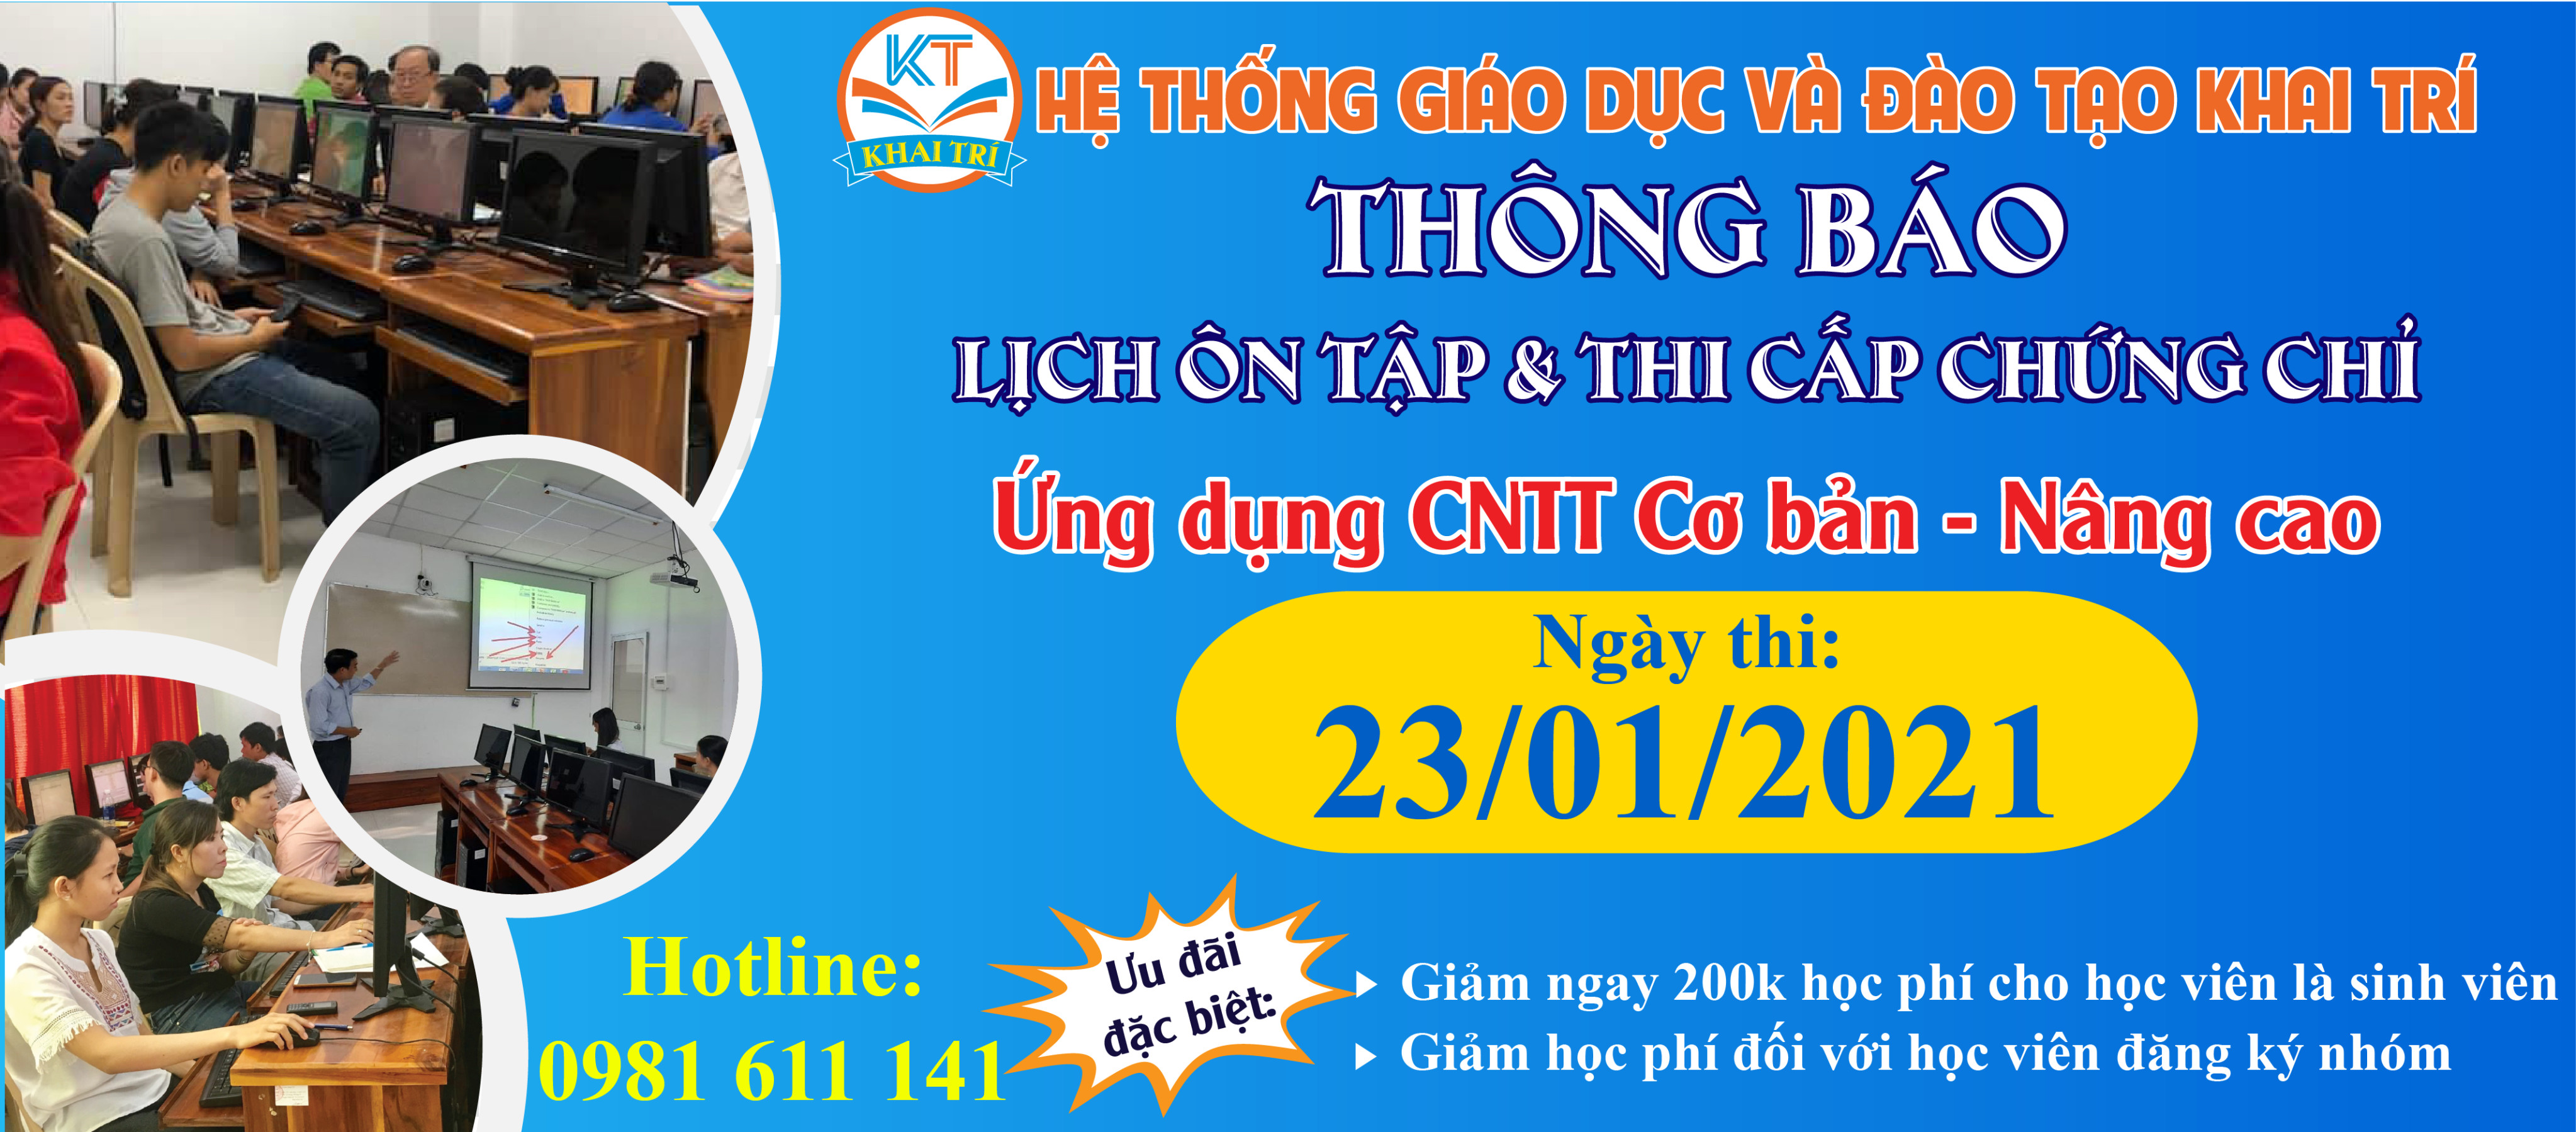 KT
KHAI TRÍ
HỆ THỐNG GIÁO DỤC VÀ ĐÀO TẠO KHAI TRÍ
THÔNG BÁO
LỊCH ÔN TẬP & THI CẤP CHỨNG CHỈ
Ứng dụng CNTT Cơ bản - Nâng cao
Ngày thi:
23/01/2021
Hotline:
0981 611 141
Ưu đãi
đặc biệt:
Giảm ngay 200k học phí cho học viên là sinh viên
Giảm học phí đối với học viên đăng ký nhóm